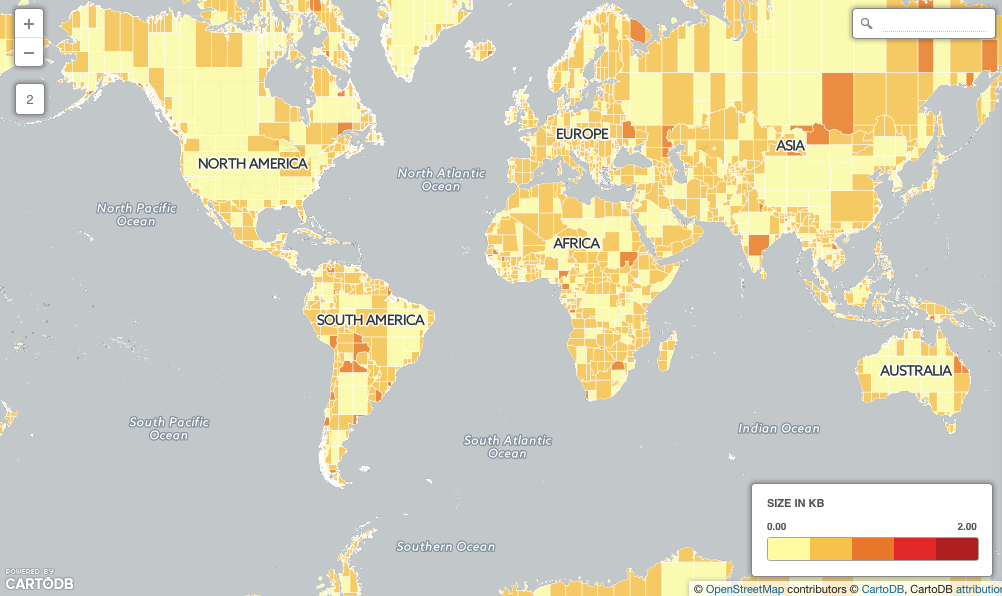 +
−
2
EUROPE
ASIA
NORTH AMERICA
North Atlantic
Ocean
North Pacific
Ocean
AFRICA
SOUTH AMERICA
AUSTRALIA
South Pacific
Ocean
Indian Ocean
South Atlantic
Ocean
SIZE IN KB
0.00 2.00
Southern Ocean
POWERED BY
CARTODB
© OpenStreetMap contributors © CartoDB, CartoDB attributio